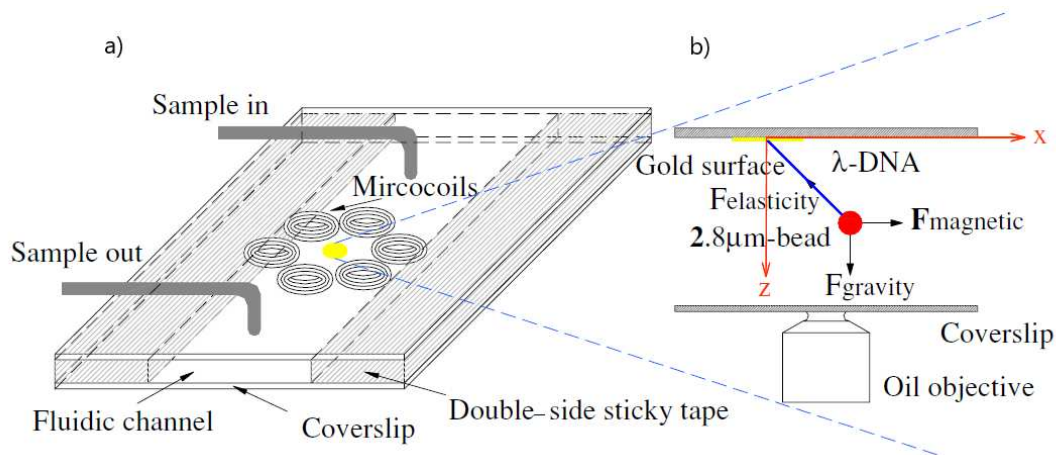 a)
Sample in
Mircocoils
Sample out
Fluidic channel
Coverslip
Double-side sticky tape
b)
x
Gold surface
λ-DNA
Felasticity
2.8μm-bead
Fmagnetic
Fgravity
z
Coverslip
Oil objective